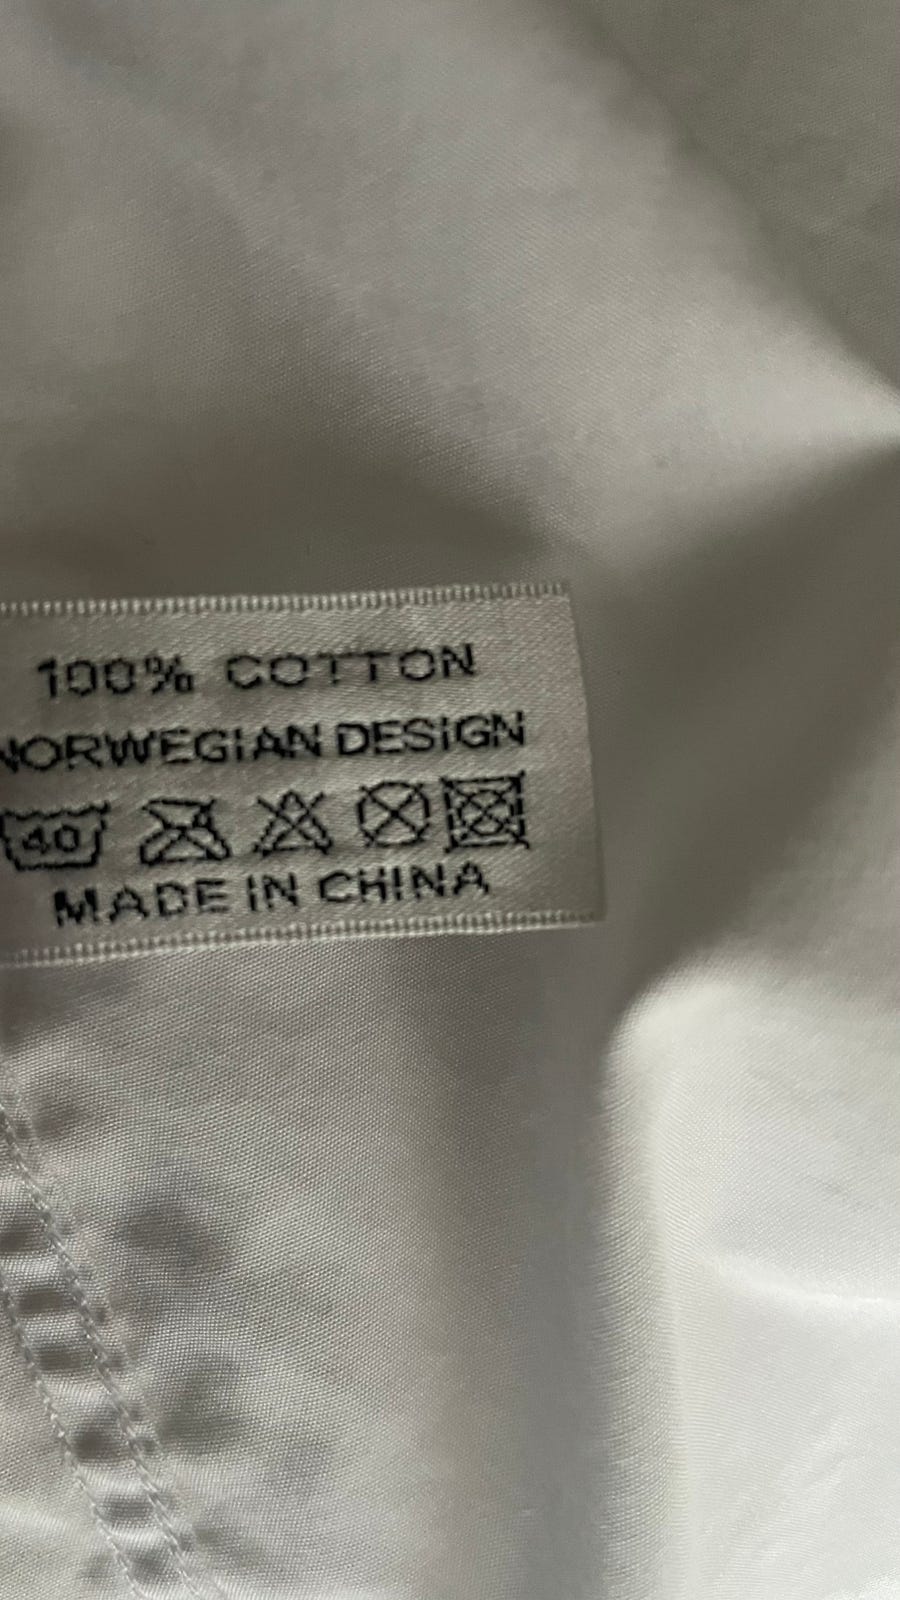 100% COTTON
NORWEGIAN DESIGN
40
MADE IN CHINA